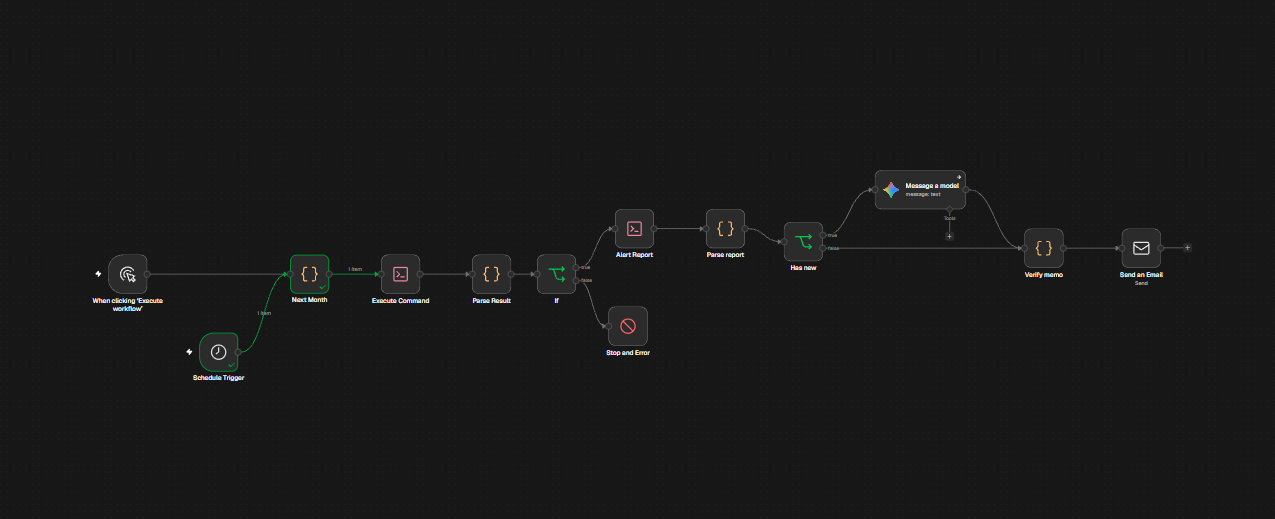 Message a model
message: text
Tools
true
false
Alert Report
Parse report
Has new
Verify memo
Send an Email
Send
1 item
true
false
When clicking 'Execute
workflow'
Next Month
Execute Command
Parse Result
If
1 item
Stop and Error
Schedule Trigger